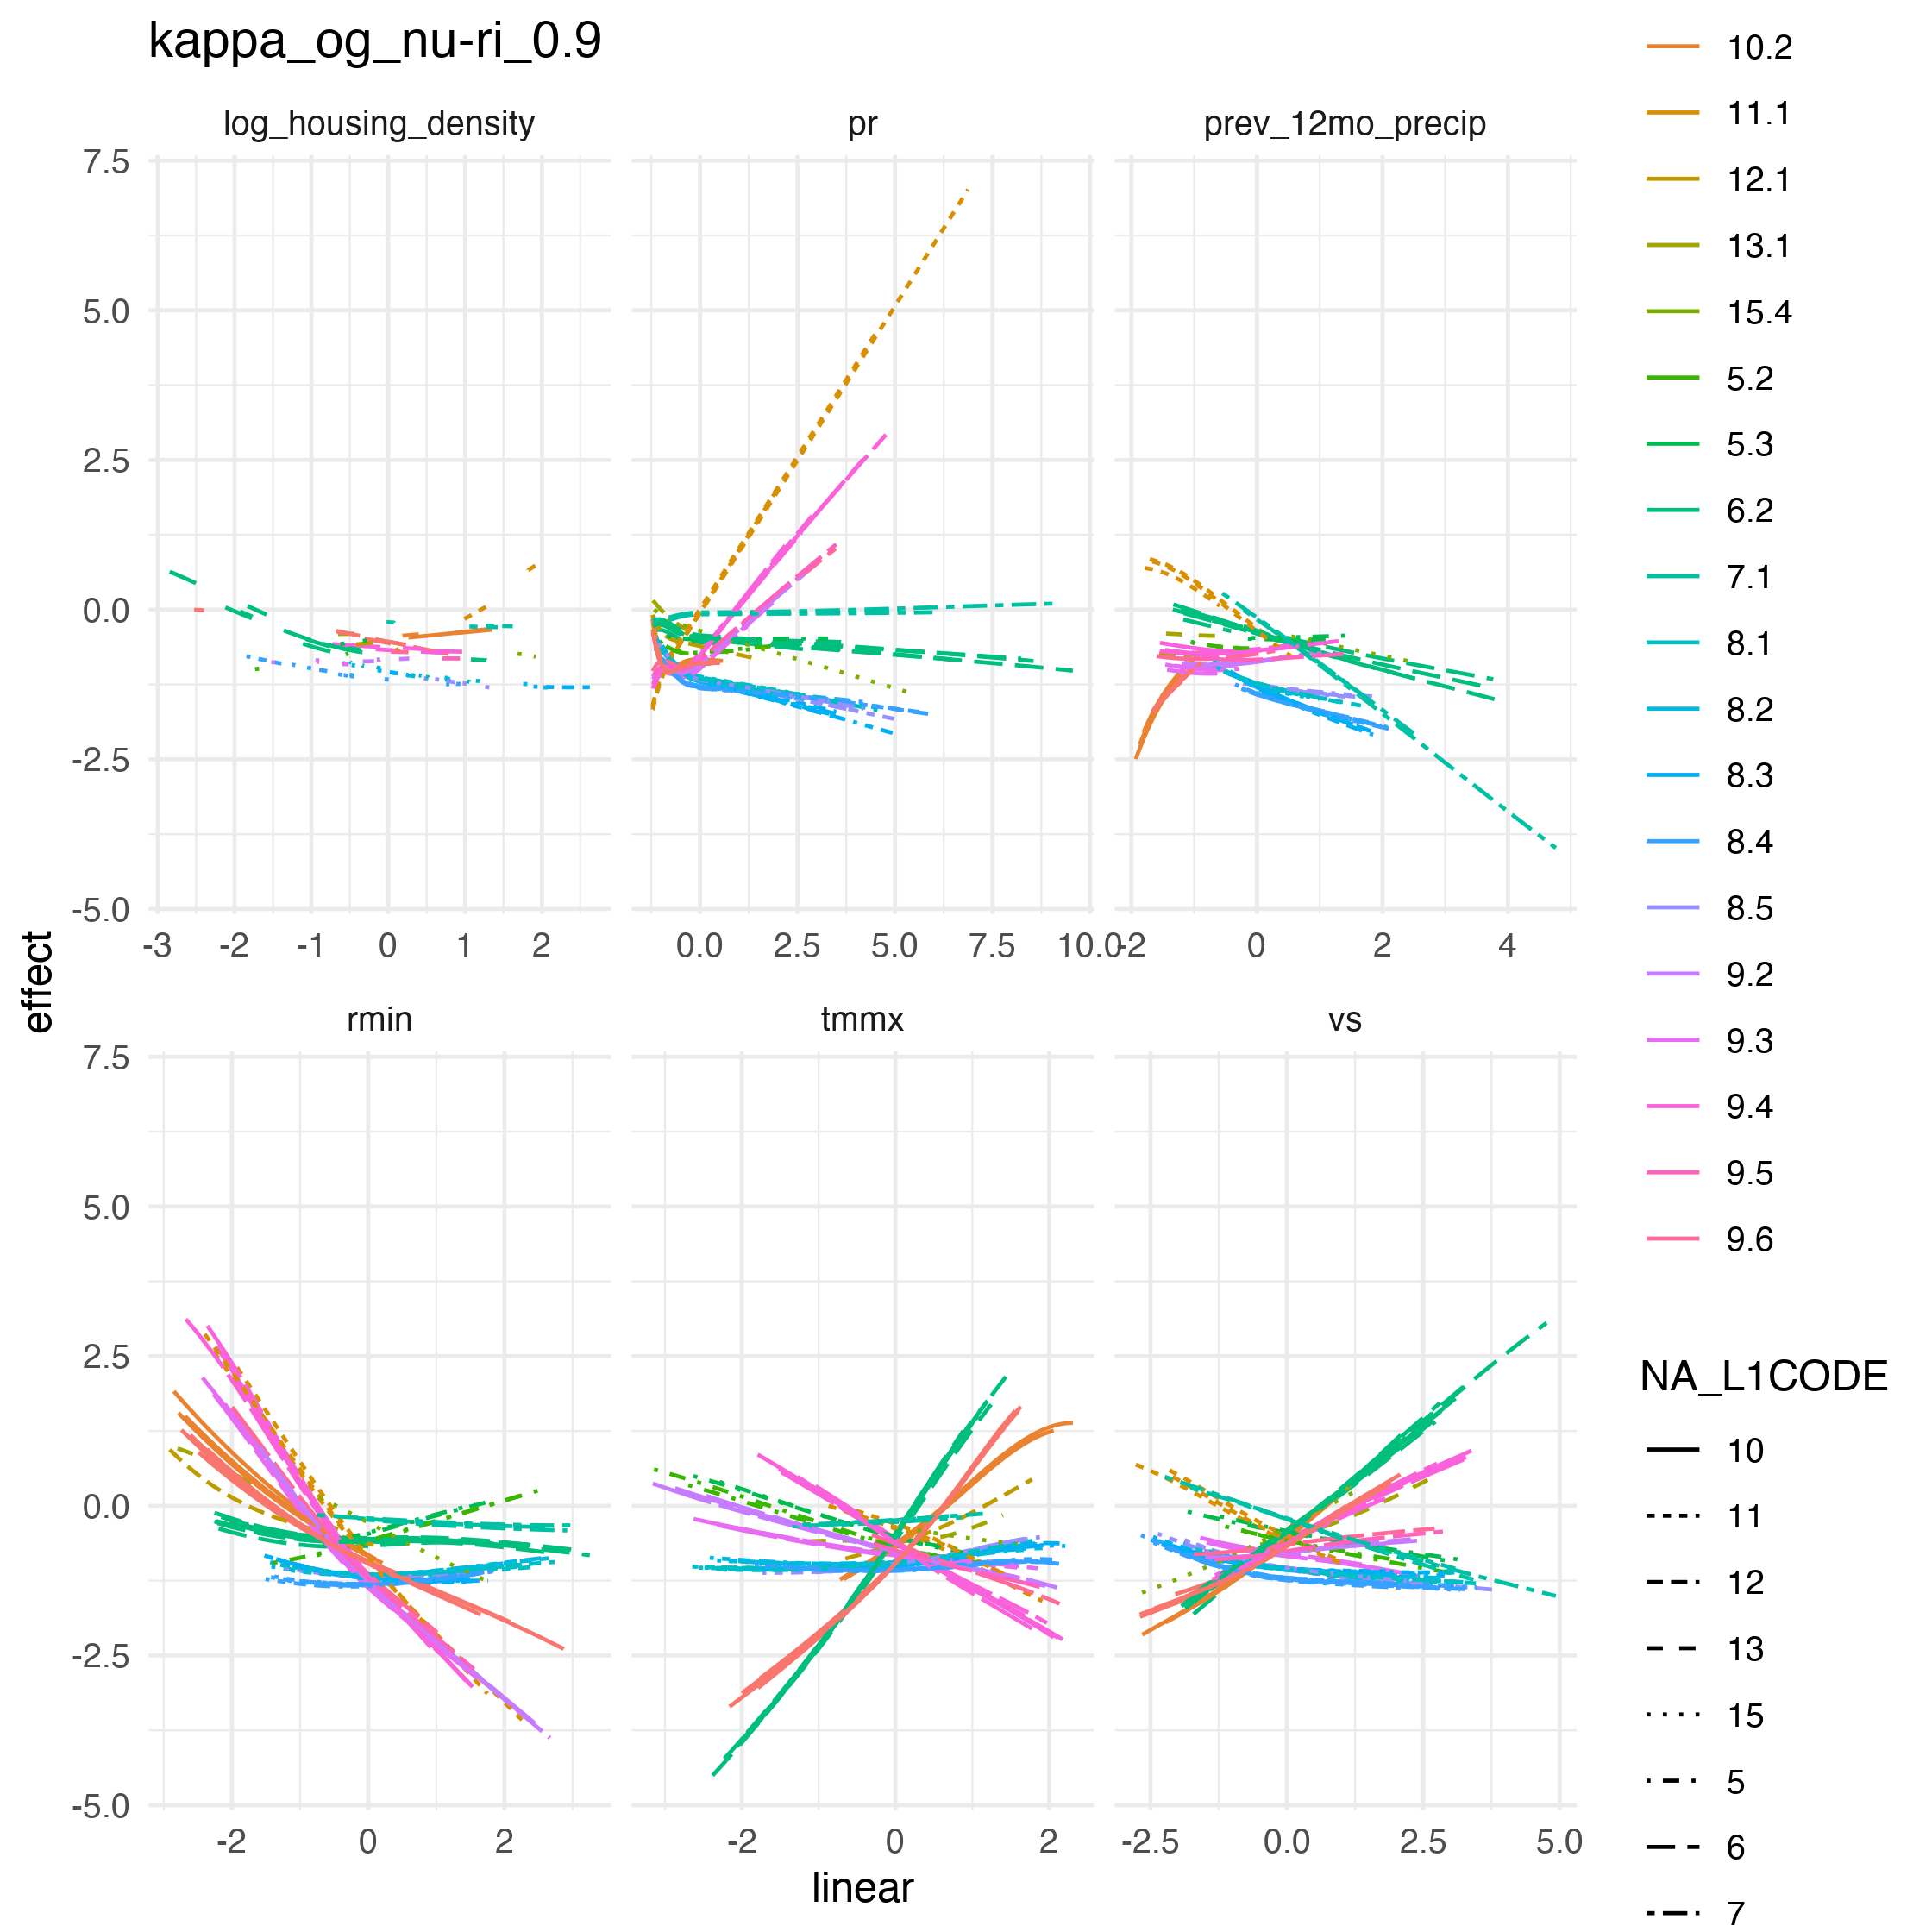 kappa_og_nu-ri_0.9
log_housing_density
pr
prev_12mo_precip
7.5
5.0
2.5
0.0
-2.5
-5.0
-3 -2 -1 0 1 2
0.0 2.5 5.0 7.5 10.0
-2 0 2 4
effect
rmin
tmmx
vs
7.5
5.0
2.5
0.0
-2.5
-5.0
-2 0 2
-2 0 2
-2.5 0.0 2.5 5.0
linear
10.2
11.1
12.1
13.1
15.4
5.2
5.3
6.2
7.1
8.1
8.2
8.3
8.4
8.5
9.2
9.3
9.4
9.5
9.6
NA_L1CODE
10
11
12
13
15
5
6
7